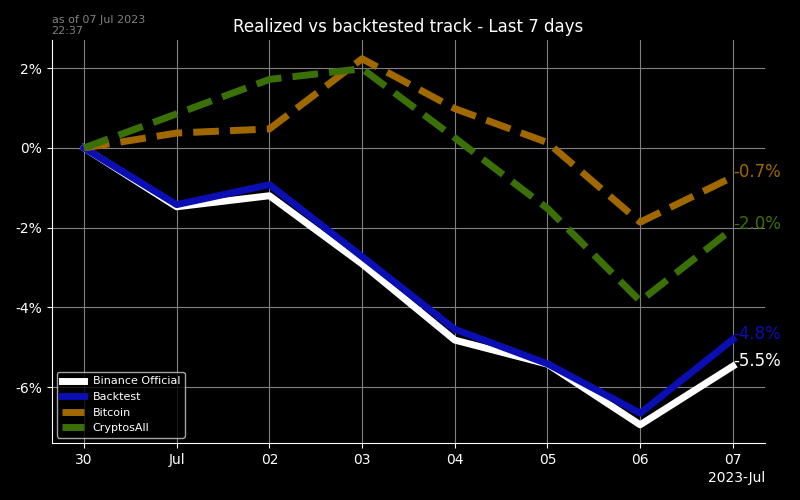 as of 07 Jul 2023
22:37
Realized vs backtested track - Last 7 days
2%
0%
-2%
-4%
-6%
-0.7%
-2.0%
-4.8%
-5.5%
Binance Official
Backtest
Bitcoin
CryptosAll
30 Jul 02 03 04 05 06 07
2023-Jul